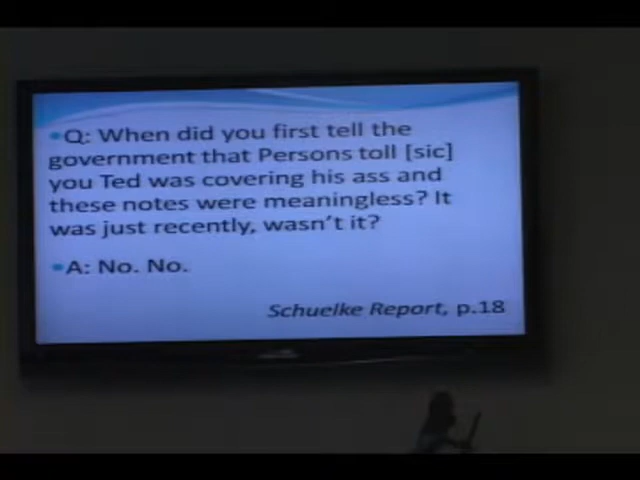 •Q: When did you first tell the
government that Persons toll [sic]
you Ted was covering his ass and
these notes were meaningless? It
was just recently, wasn't it?
•A: No. No.
Schuelke Report, p.18